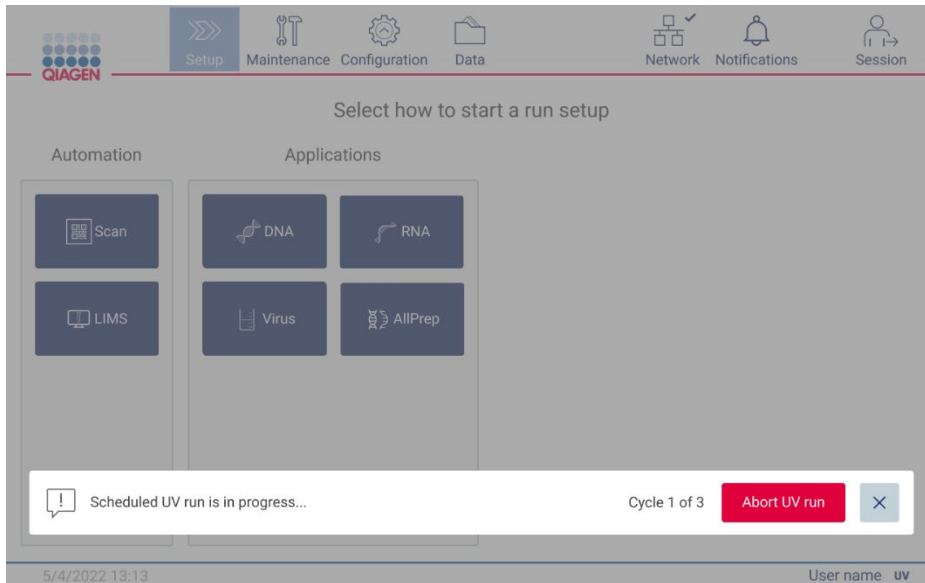 QIAGEN
Setup
Maintenance
Configuration
Data
Network
Notifications
Session
Select how to start a run setup
Automation
Applications
Scan
DNA
RNA
LIMS
Virus
AllPrep
Scheduled UV run is in progress... Cycle 1 of 3 Abort UV run
5/4/2022 13:13 User name UV